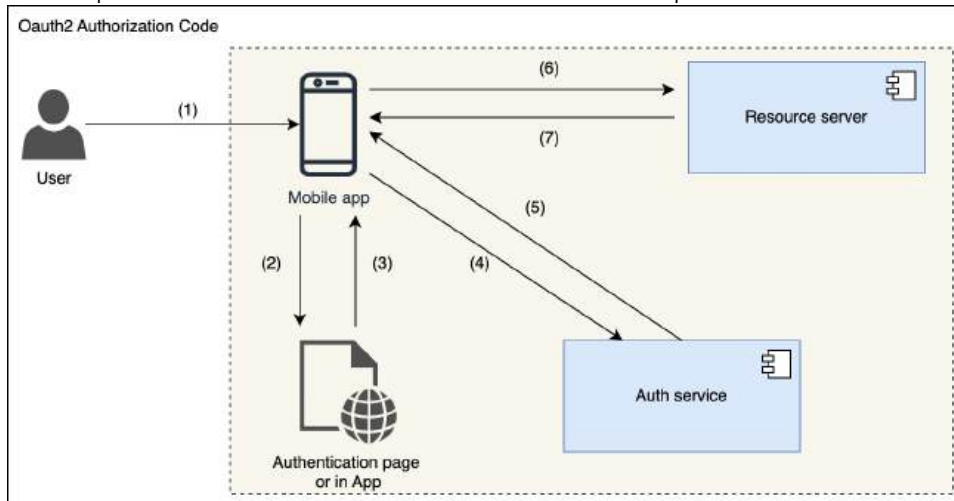 Oauth2 Authorization Code
(6)
(1)
Resource server
(7)
User
Mobile app
(5)
(2)
(3)
(4)
Auth service
Authentication page
or in App